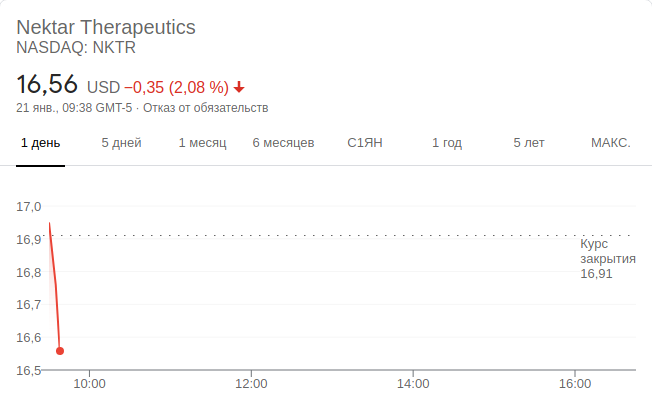 Nektar Therapeutics
NASDAQ: NKTR
16,56 USD −0,35 (2,08 %)
21 янв., 09:38 GMT-5 · Отказ от обязательств
1 день 5 дней 1 месяц 6 месяцев С1ЯН 1 год 5 лет МАКС.
17,0
16,9
Курс
закрытия
16,91
16,8
16,7
16,6
16,5
10:00 12:00 14:00 16:00